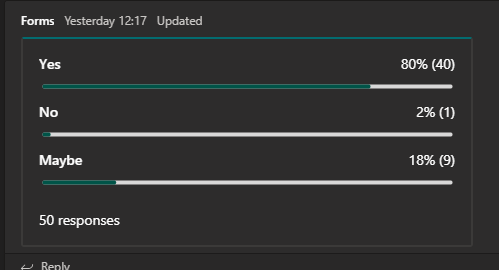 Forms Yesterday 12:17 Updated
Yes 80% (40)
No 2% (1)
Maybe 18% (9)
50 responses
Reply